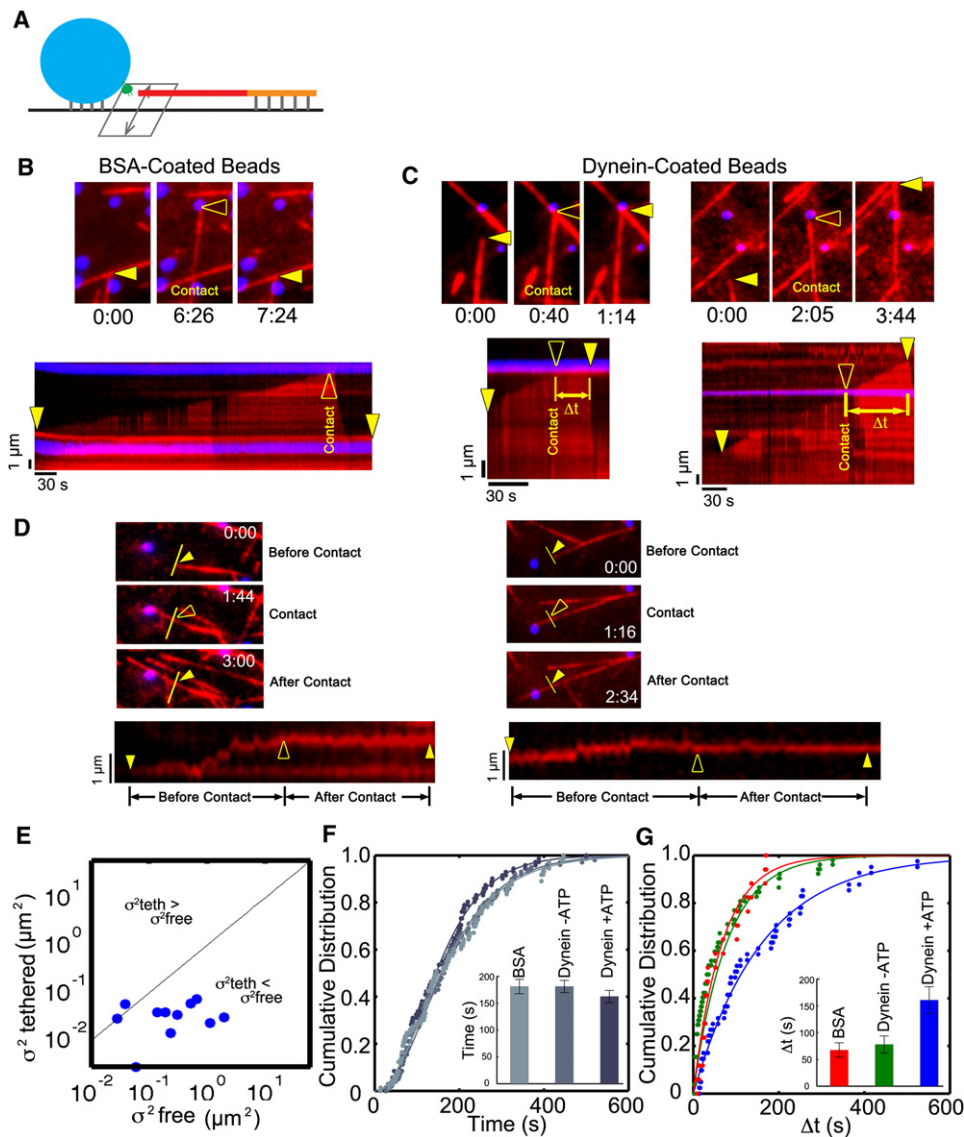 A
B
BSA-Coated Beads
Contact
0:00 6:26 7:24
Contact
1 μm
30 s
C
Dynein-Coated Beads
Contact
0:00 0:40 1:14
Contact
0:00 2:05 3:44
Contact
Δt
1 μm
30 s
Contact
Δt
1 μm
30 s
D
0:00
Before Contact
1:44
Contact
3:00
After Contact
1 μm
Before Contact After Contact
0:00
Before Contact
1:16
Contact
2:34
After Contact
1 μm
Before Contact After Contact
E
σ² tethered (μm²)
10¹
10⁰
10⁻¹
10⁻²
σ²teth >
σ²free
σ²teth <
σ²free
10⁻² 10⁻¹ 10⁰ 10¹
σ² free (μm²)
F
Cumulative Distribution
1.0
0.8
0.6
0.4
0.2
0
0 200 400 600
Time (s)
Time (s)
200
150
100
50
0
BSA
Dynein -ATP
Dynein +ATP
G
Cumulative Distribution
1.0
0.8
0.6
0.4
0.2
0
0 200 400 600
Δt (s)
Δt (s)
200
150
100
50
0
BSA
Dynein -ATP
Dynein +ATP